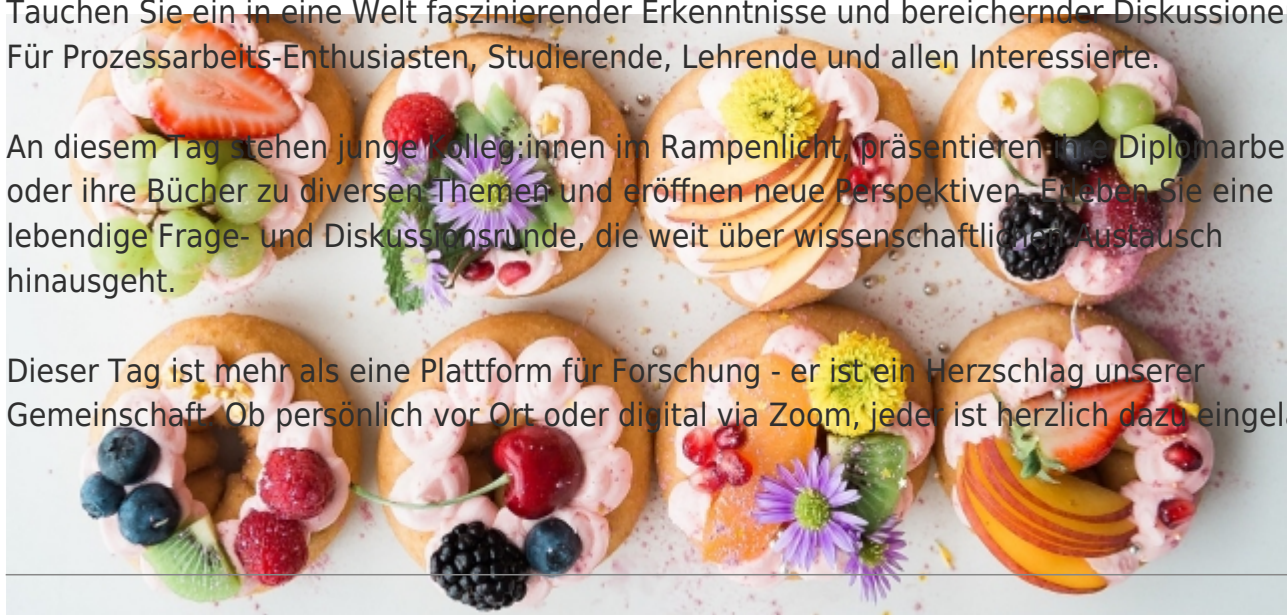 Tauchen Sie ein in eine Welt faszinierender Erkenntnisse und bereichernder Diskussione
Für Prozessarbeits-Enthusiasten, Studierende, Lehrende und allen Interessierte.
An diesem Tag stehen junge Kolleg:innen im Rampenlicht, präsentieren ihre Diplomarbe
oder ihre Bücher zu diversen Themen und eröffnen neue Perspektiven. Erleben Sie eine
lebendige Frage- und Diskussionsrunde, die weit über wissenschaftlichen Austausch
hinausgeht.
Dieser Tag ist mehr als eine Plattform für Forschung - er ist ein Herzschlag unserer
Gemeinschaft. Ob persönlich vor Ort oder digital via Zoom, jeder ist herzlich dazu eingel